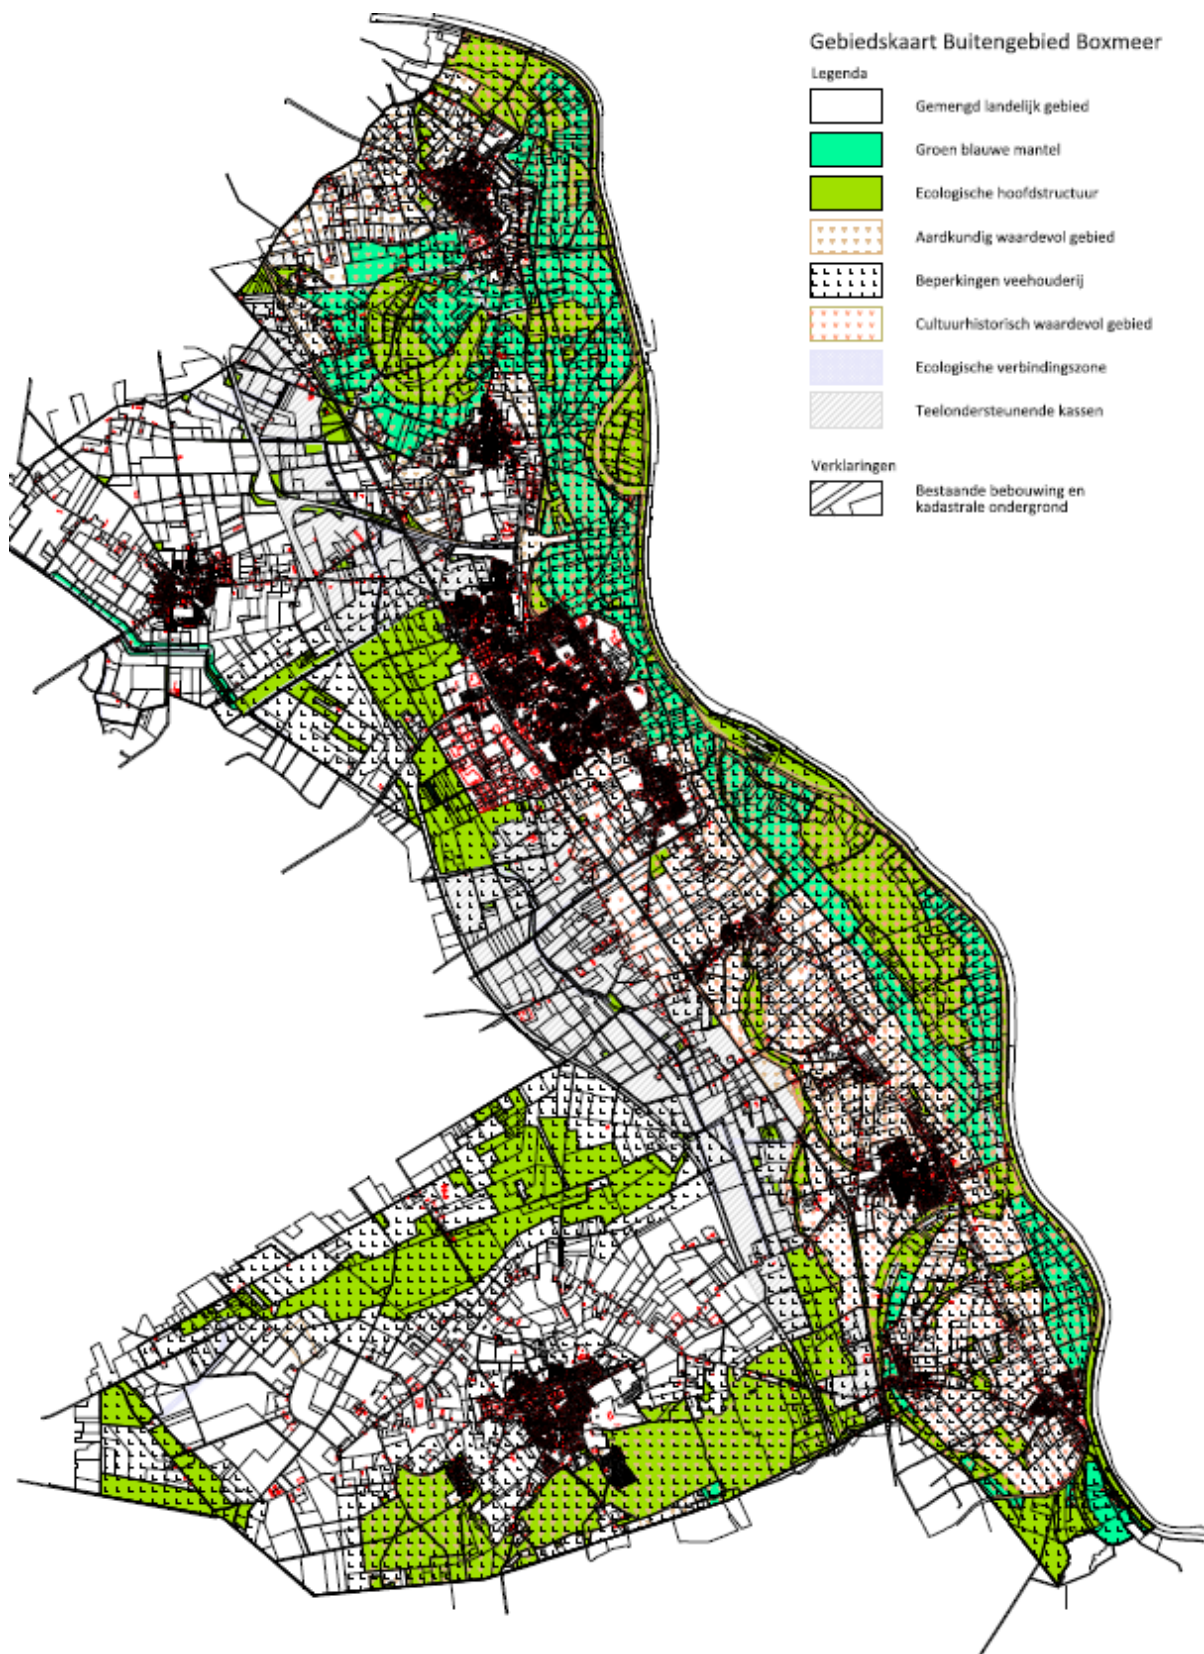 Gebiedskaart Buitengebied Boxmeer
Legenda
Gemengd landelijk gebied
Groen blauwe mantel
Ecologische hoofdstructuur
Aardkundig waardevol gebied
Beperkingen veehouderij
Cultuurhistorisch waardevol gebied
Ecologische verbindingszone
Teelondersteunende kassen
Verklaringen
Bestaande bebouwing en
kadastrale ondergrond